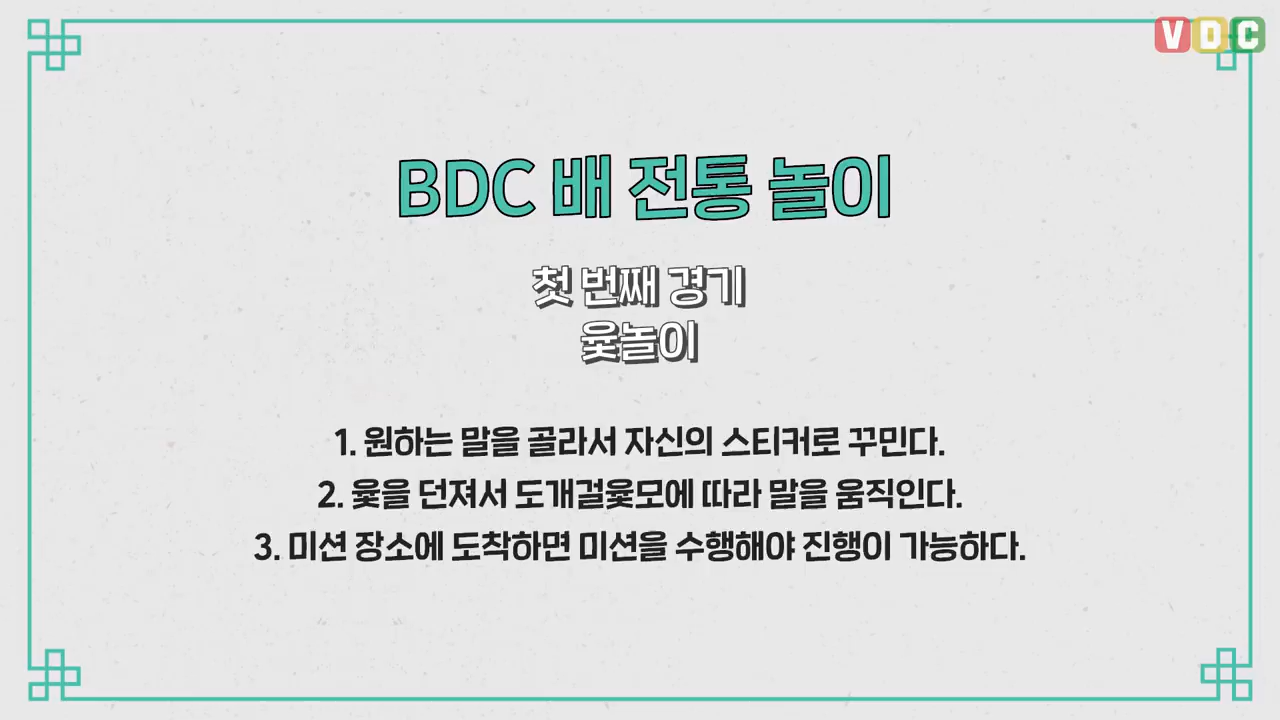 VDC
BDC 배 전통 놀이
첫 번째 경기
윷놀이
1. 원하는 말을 골라서 자신의 스티커로 꾸민다.
2. 윷을 던져서 도개걸윷모에 따라 말을 움직인다.
3. 미션 장소에 도착하면 미션을 수행해야 진행이 가능하다.